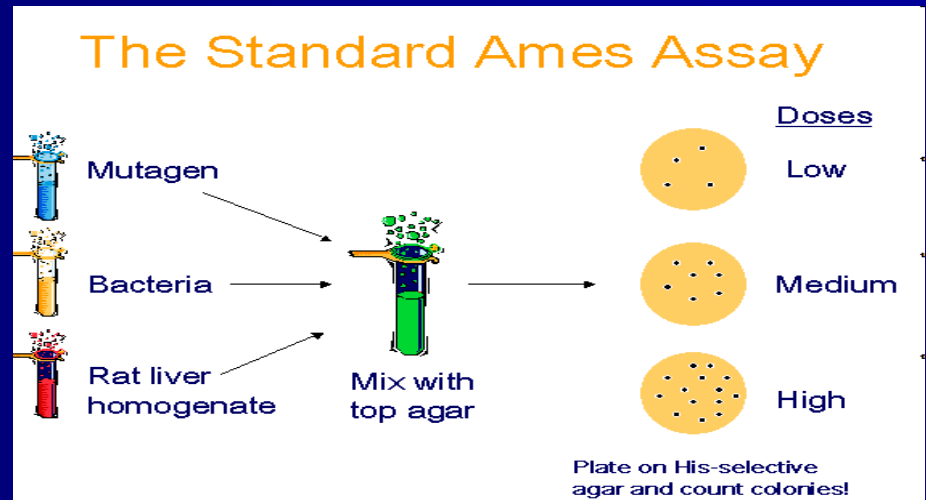 The Standard Ames Assay
Doses
Mutagen
Low
Bacteria
Medium
Rat liver
homogenate
Mix with
top agar
High
Plate on His-selective
agar and count colonies!